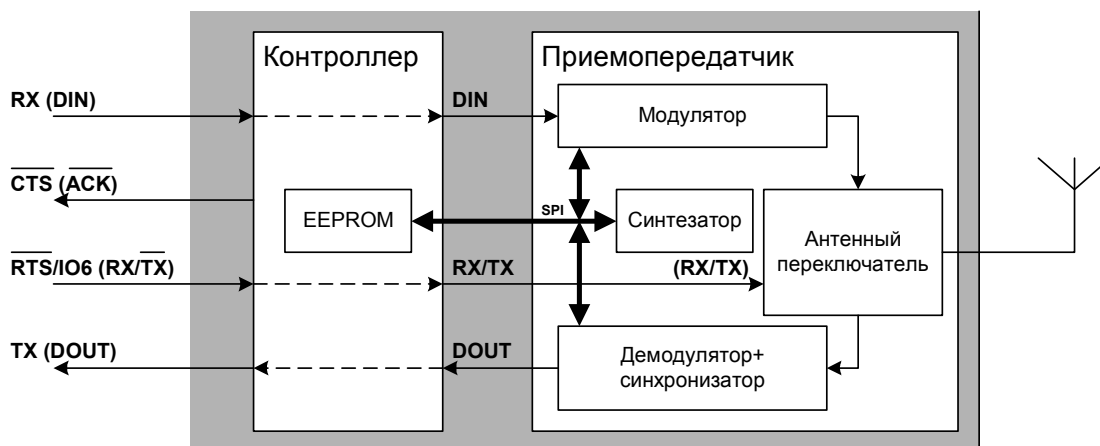 Контроллер
Приемопередатчик
RX (DIN)
DIN
Модулятор
CTS (ACK)
EEPROM
SPI
Синтезатор
Антенный
переключатель
RTS/IO6 (RX/TX)
RX/TX
(RX/TX)
TX (DOUT)
DOUT
Демодулятор+
синхронизатор